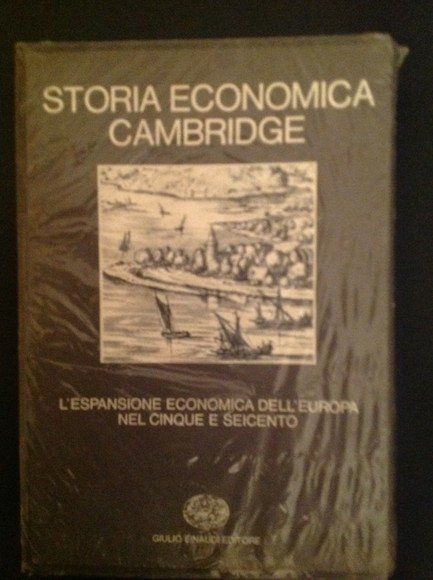 STORIA ECONOMICA
CAMBRIDGE
L'ESPANSIONE ECONOMICA DELL'EUROPA
NEL CINQUE E SEICENTO
GIULIO EINAUDI EDITORE